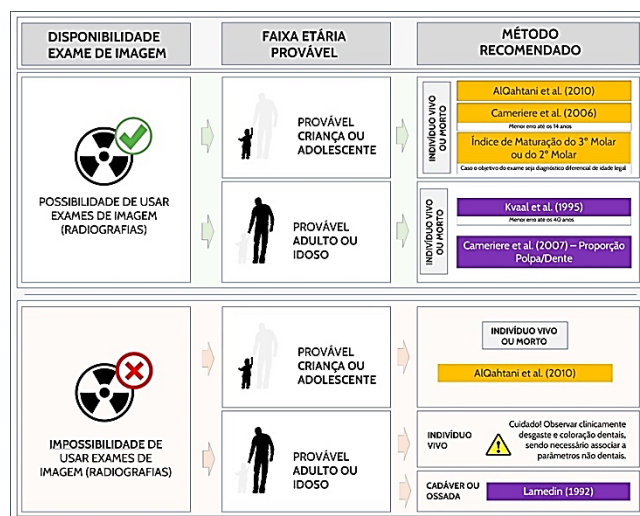 DISPONIBILIDADE
EXAME DE IMAGEM
FAIXA ETÁRIA
PROVÁVEL
MÉTODO
RECOMENDADO
POSSIBILIDADE DE USAR
EXAMES DE IMAGEM
(RADIOGRAFIAS)
PROVÁVEL
CRIANÇA OU
ADOLESCENTE
INDIVÍDUO VIVO
OU MORTO
AlQahtani et al. (2010)
Cameriere et al. (2006)
Menor erro até os 14 anos
Índice de Maturação do 3º Molar
ou do 2º Molar
Caso o objetivo do exame seja diagnóstico diferencial de idade legal
PROVÁVEL
ADULTO OU
IDOSO
INDIVÍDUO VIVO
OU MORTO
Kvaal et al. (1995)
Menor erro até os 40 anos
Cameriere et al. (2007) – Proporção
Polpa/Dente
IMPOSSIBILIDADE DE
USAR EXAMES DE
IMAGEM (RADIOGRAFIAS)
PROVÁVEL
CRIANÇA OU
ADOLESCENTE
INDIVÍDUO VIVO
OU MORTO
AlQahtani et al. (2010)
PROVÁVEL
ADULTO OU
IDOSO
INDIVÍDUO
VIVO
Cuidado! Observar clinicamente
desgaste e coloração dentais,
sendo necessário associar a
parâmetros não dentais.
CADÁVER OU
OSSADA
Lamedin (1992)